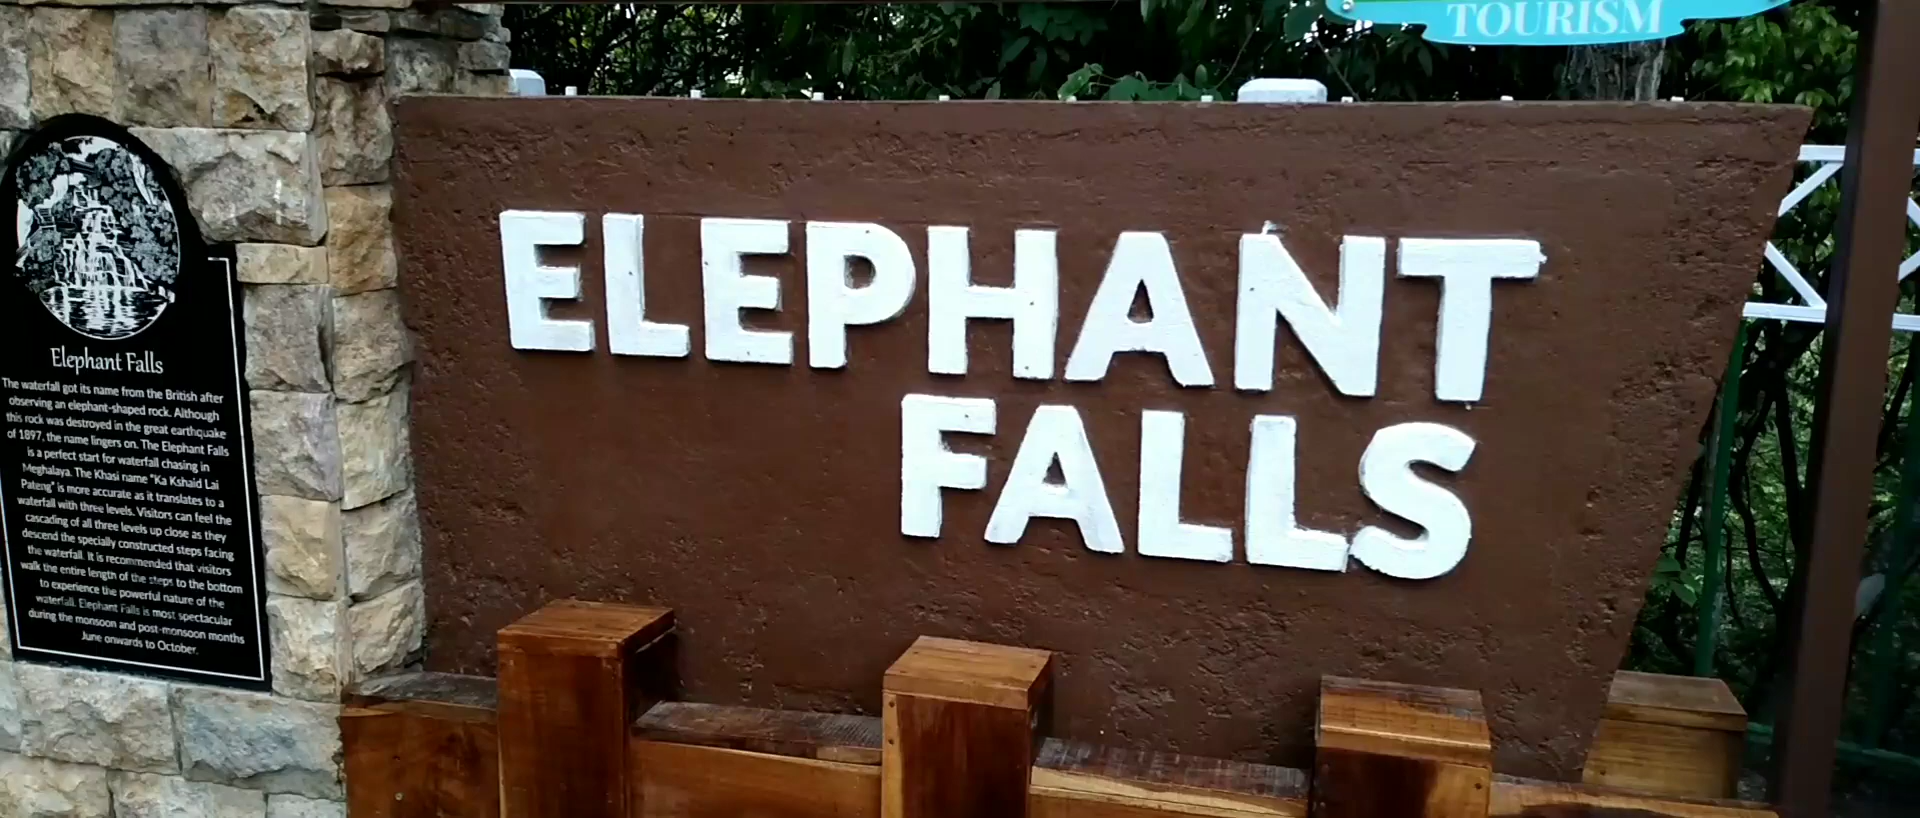 TOURISM
ELEPHANT
FALLS
Elephant Falls
The waterfall got its name from the British after
observing an elephant-shaped rock. Although
this rock was destroyed in the great earthquake
of 1897, the name lingers on. The Elephant Falls
is a perfect start for waterfall chasing in
Meghalaya. The Khasi name "Ka Kshaid Lai
Pateng" is more accurate as it translates to a
waterfall with three levels. Visitors can feel the
cascading of all three levels up close as they
descend the specially constructed steps facing
the waterfall. It is recommended that visitors
walk the entire length of the steps to the bottom
to experience the powerful nature of the
waterfall. Elephant Falls is most spectacular
during the monsoon and post-monsoon months
June onwards to October.